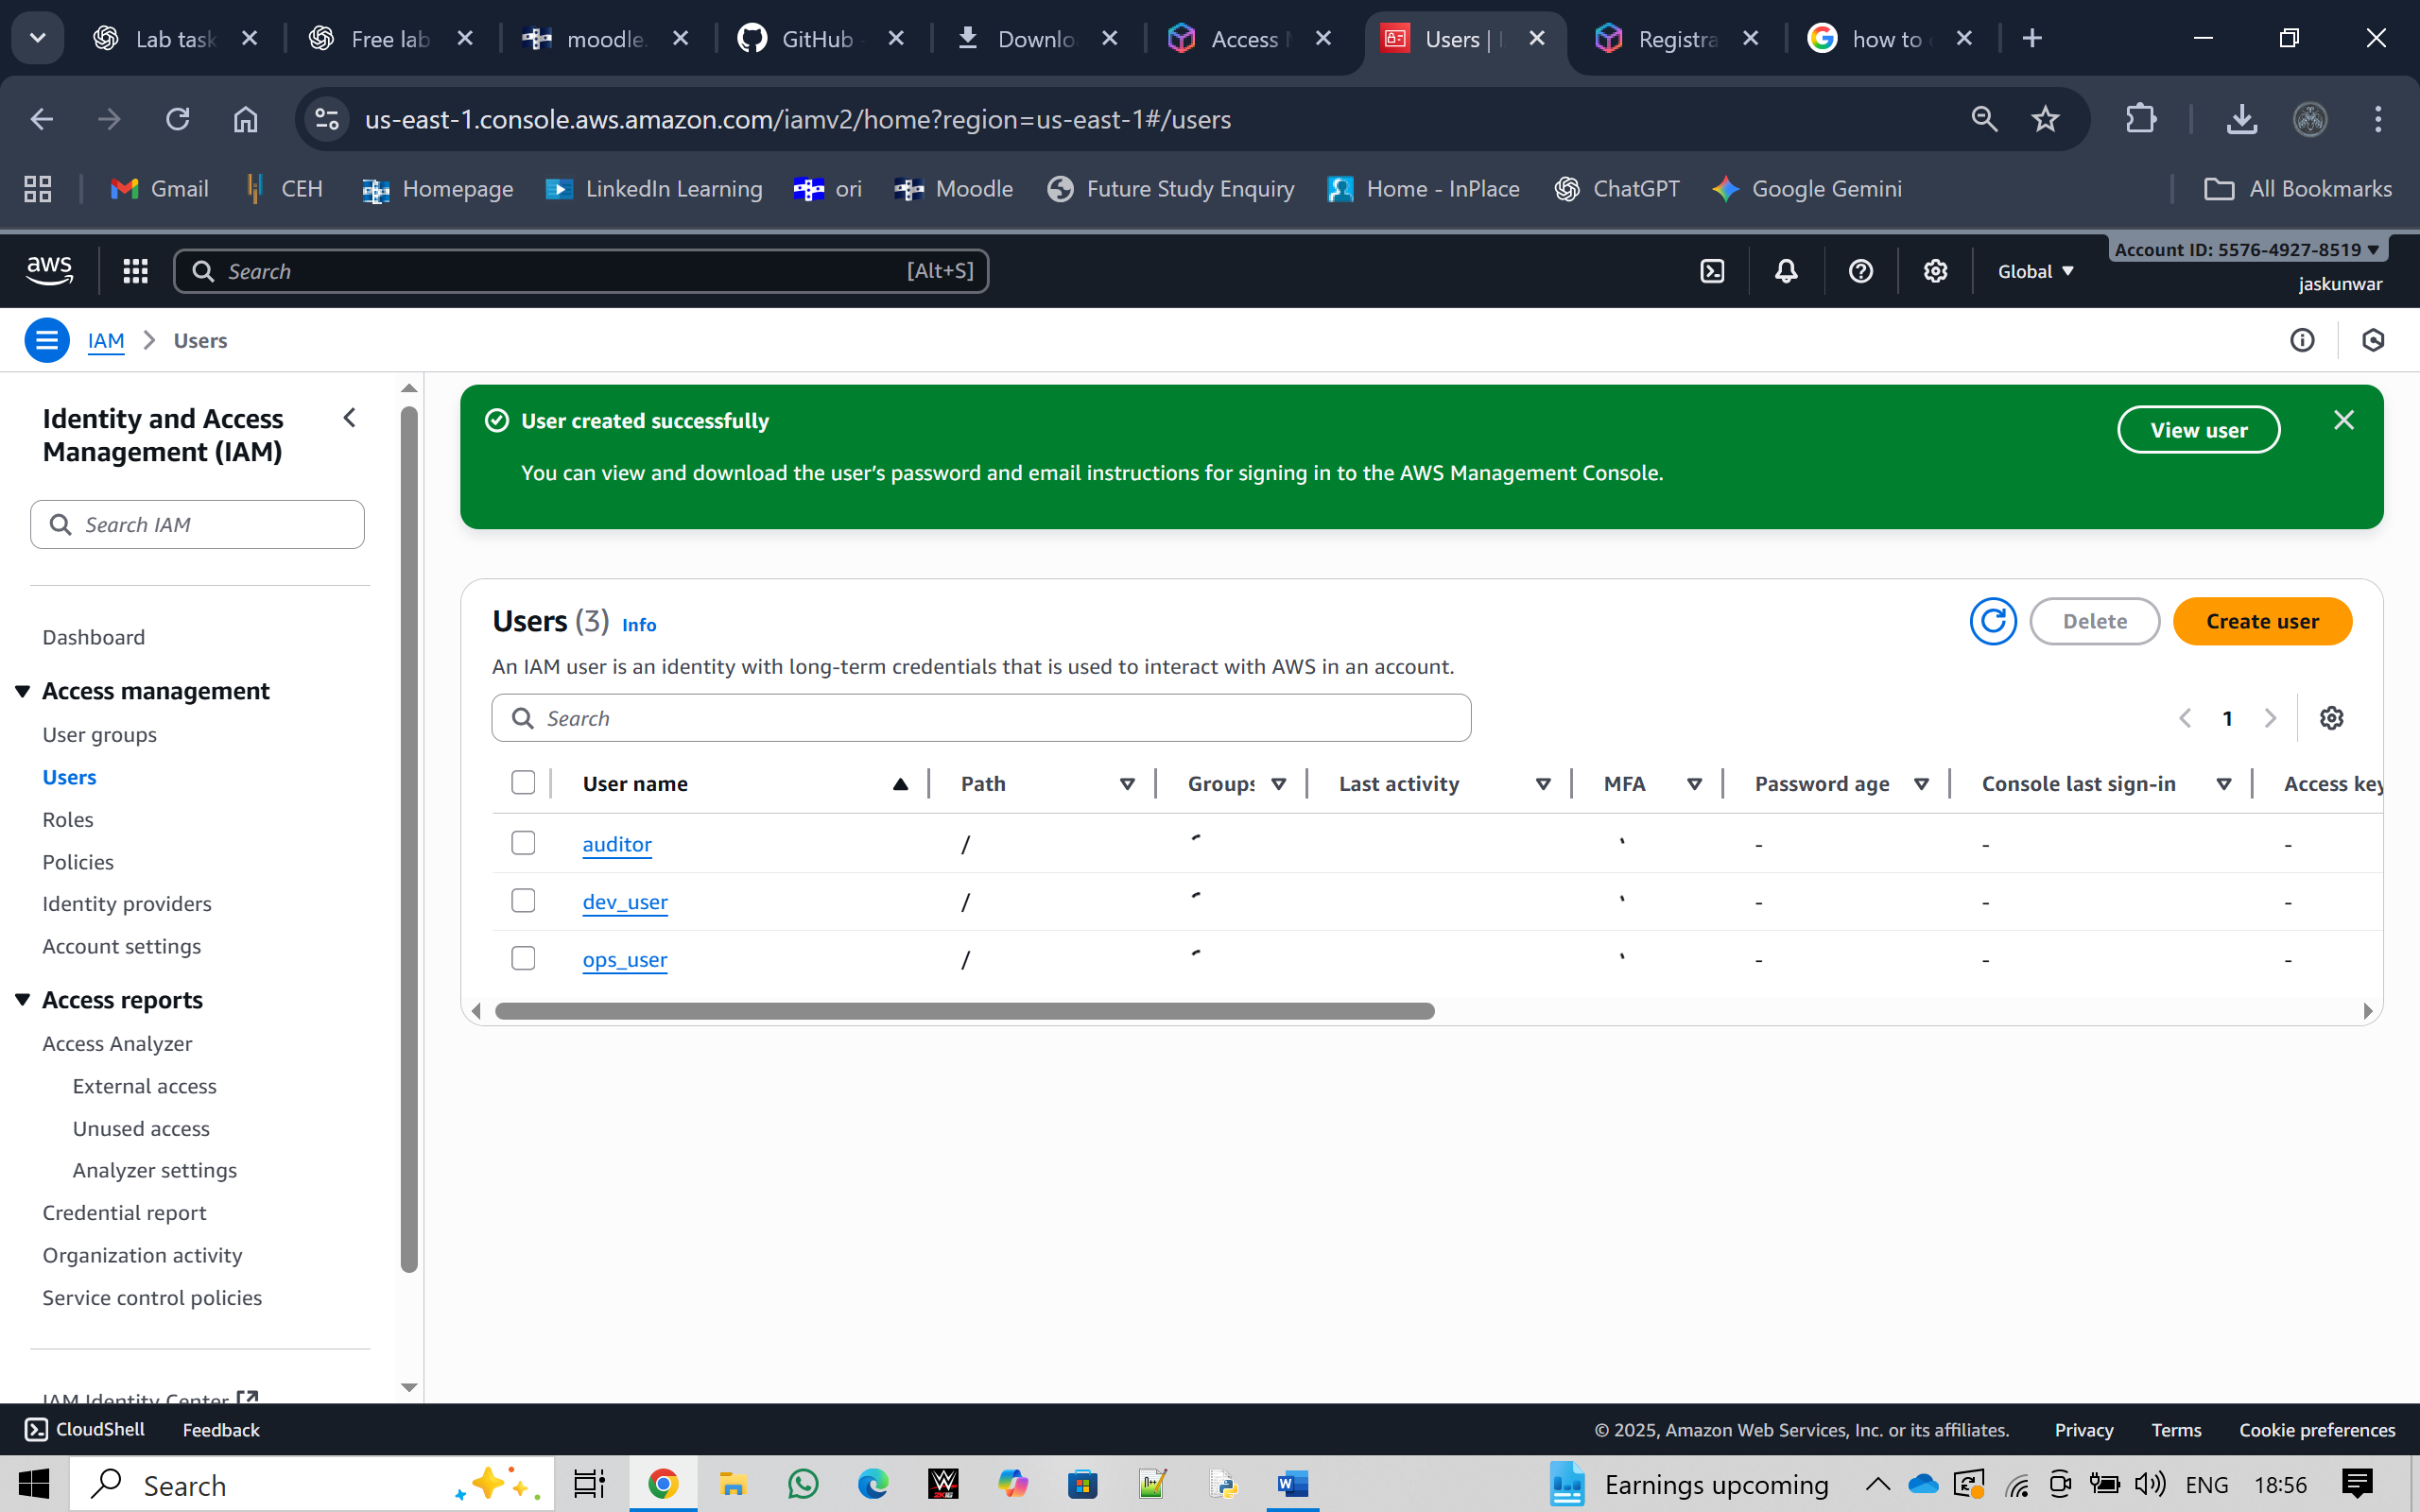 Lab task
Free lab
moodle.
GitHub
Downlo
Access
Users |
Registra
how to
us-east-1.console.aws.amazon.com/iamv2/home?region=us-east-1#/users
Gmail
CEH
Homepage
LinkedIn Learning
ori
Moodle
Future Study Enquiry
Home - InPlace
ChatGPT
Google Gemini
All Bookmarks
aws
Search [Alt+S]
Global
Account ID: 5576-4927-8519
jaskunwar
IAM > Users
Identity and Access
Management (IAM)
Search IAM
Dashboard
Access management
User groups
Users
Roles
Policies
Identity providers
Account settings
Access reports
Access Analyzer
External access
Unused access
Analyzer settings
Credential report
Organization activity
Service control policies
IAM Identity Center
User created successfully
You can view and download the user’s password and email instructions for signing in to the AWS Management Console.
View user
Users (3) Info
Delete
Create user
An IAM user is an identity with long-term credentials that is used to interact with AWS in an account.
Search
1
User name Path Groups Last activity MFA Password age Console last sign-in Access key
auditor / - - -
dev_user / - - -
ops_user / - - -
CloudShell Feedback
© 2025, Amazon Web Services, Inc. or its affiliates. Privacy Terms Cookie preferences
Search
Earnings upcoming
ENG
18:56